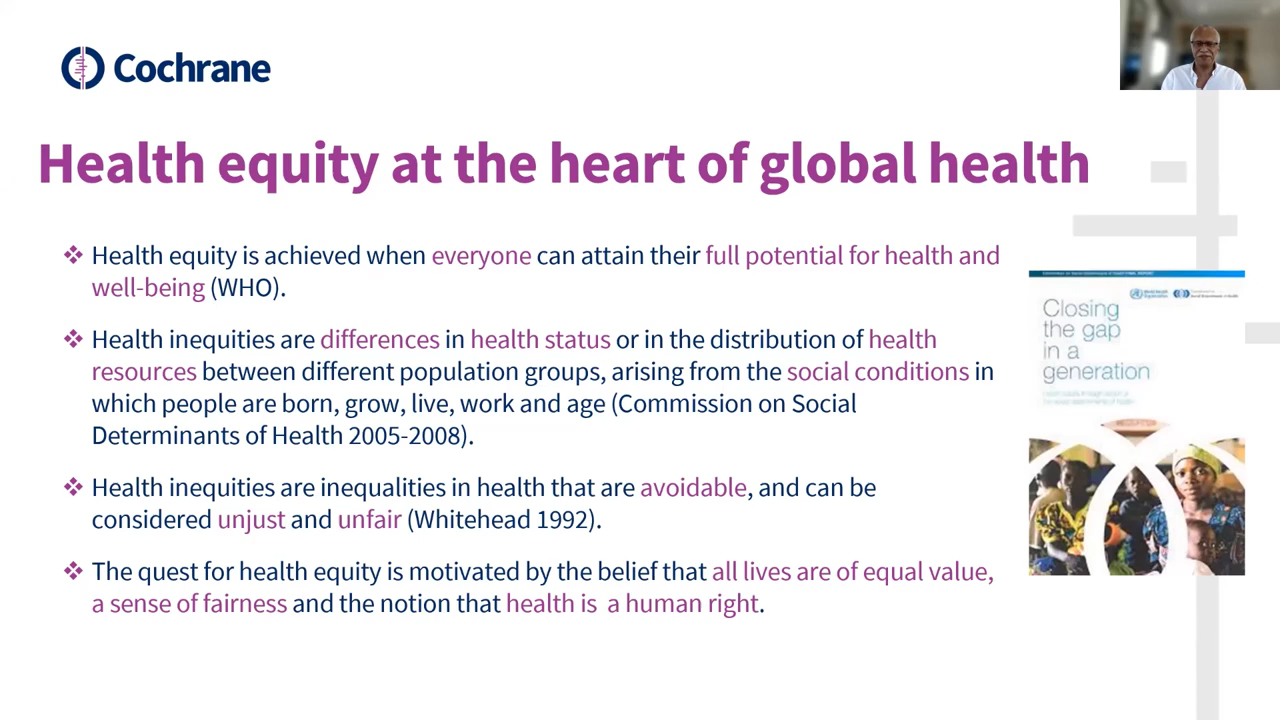 Cochrane
Health equity at the heart of global health
❖ Health equity is achieved when everyone can attain their full potential for health and
well-being (WHO).
❖ Health inequities are differences in health status or in the distribution of health
resources between different population groups, arising from the social conditions in
which people are born, grow, live, work and age (Commission on Social
Determinants of Health 2005-2008).
❖ Health inequities are inequalities in health that are avoidable, and can be
considered unjust and unfair (Whitehead 1992).
❖ The quest for health equity is motivated by the belief that all lives are of equal value,
a sense of fairness and the notion that health is  a human right.
Closing
the gap
in a
generation